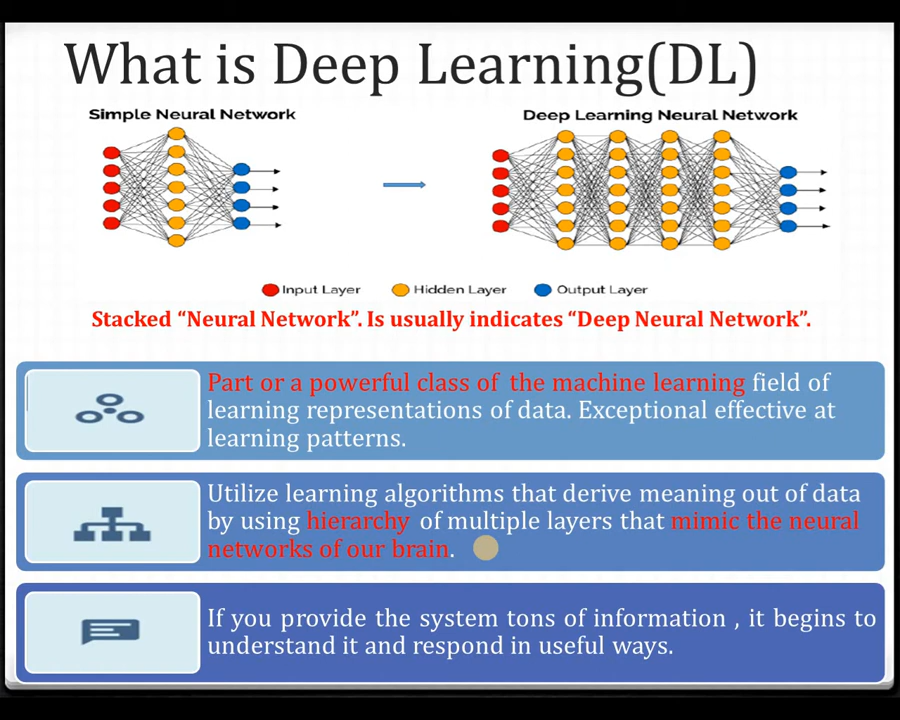 What is Deep Learning(DL)
Simple Neural Network
Deep Learning Neural Network
Input Layer
Hidden Layer
Output Layer
Stacked “Neural Network”. Is usually indicates “Deep Neural Network”.
Part or a powerful class of the machine learning field of
learning representations of data. Exceptional effective at
learning patterns.
Utilize learning algorithms that derive meaning out of data
by using hierarchy of multiple layers that mimic the neural
networks of our brain.
If you provide the system tons of information , it begins to
understand it and respond in useful ways.